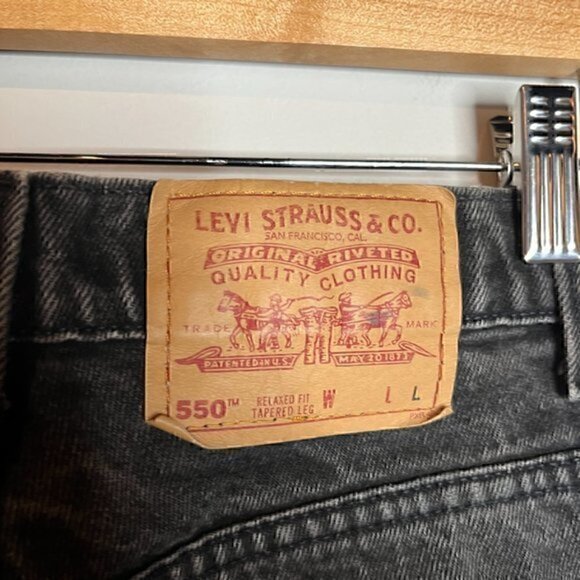 LEVI STRAUSS & CO.
SAN FRANCISCO, CAL.
ORIGINAL RIVETED
QUALITY CLOTHING
TRADE MARK
PATENTED IN U.S. MAY 20 1873
550™ RELAXED FIT W L L
TAPERED LEG